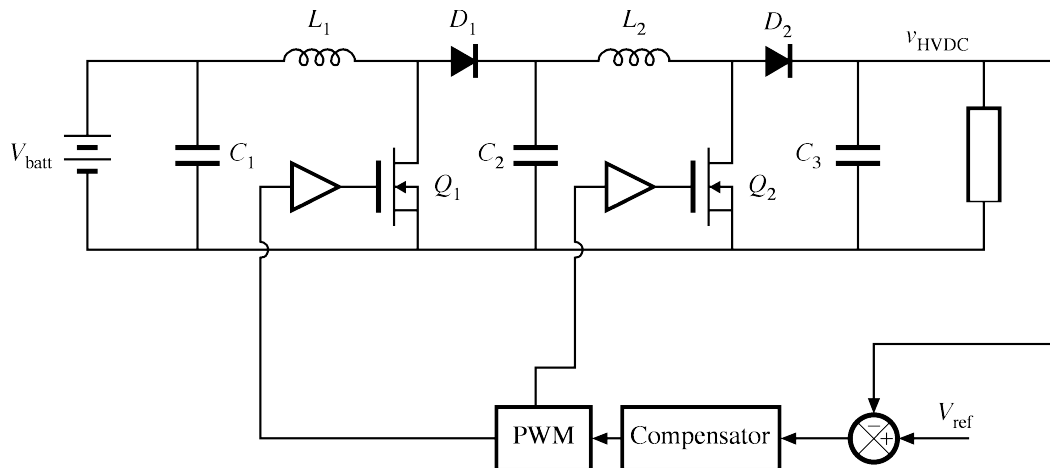 L1
D1
L2
D2
vHVDC
Vbatt
C1
Q1
C2
Q2
C3
PWM
Compensator
−
+
Vref